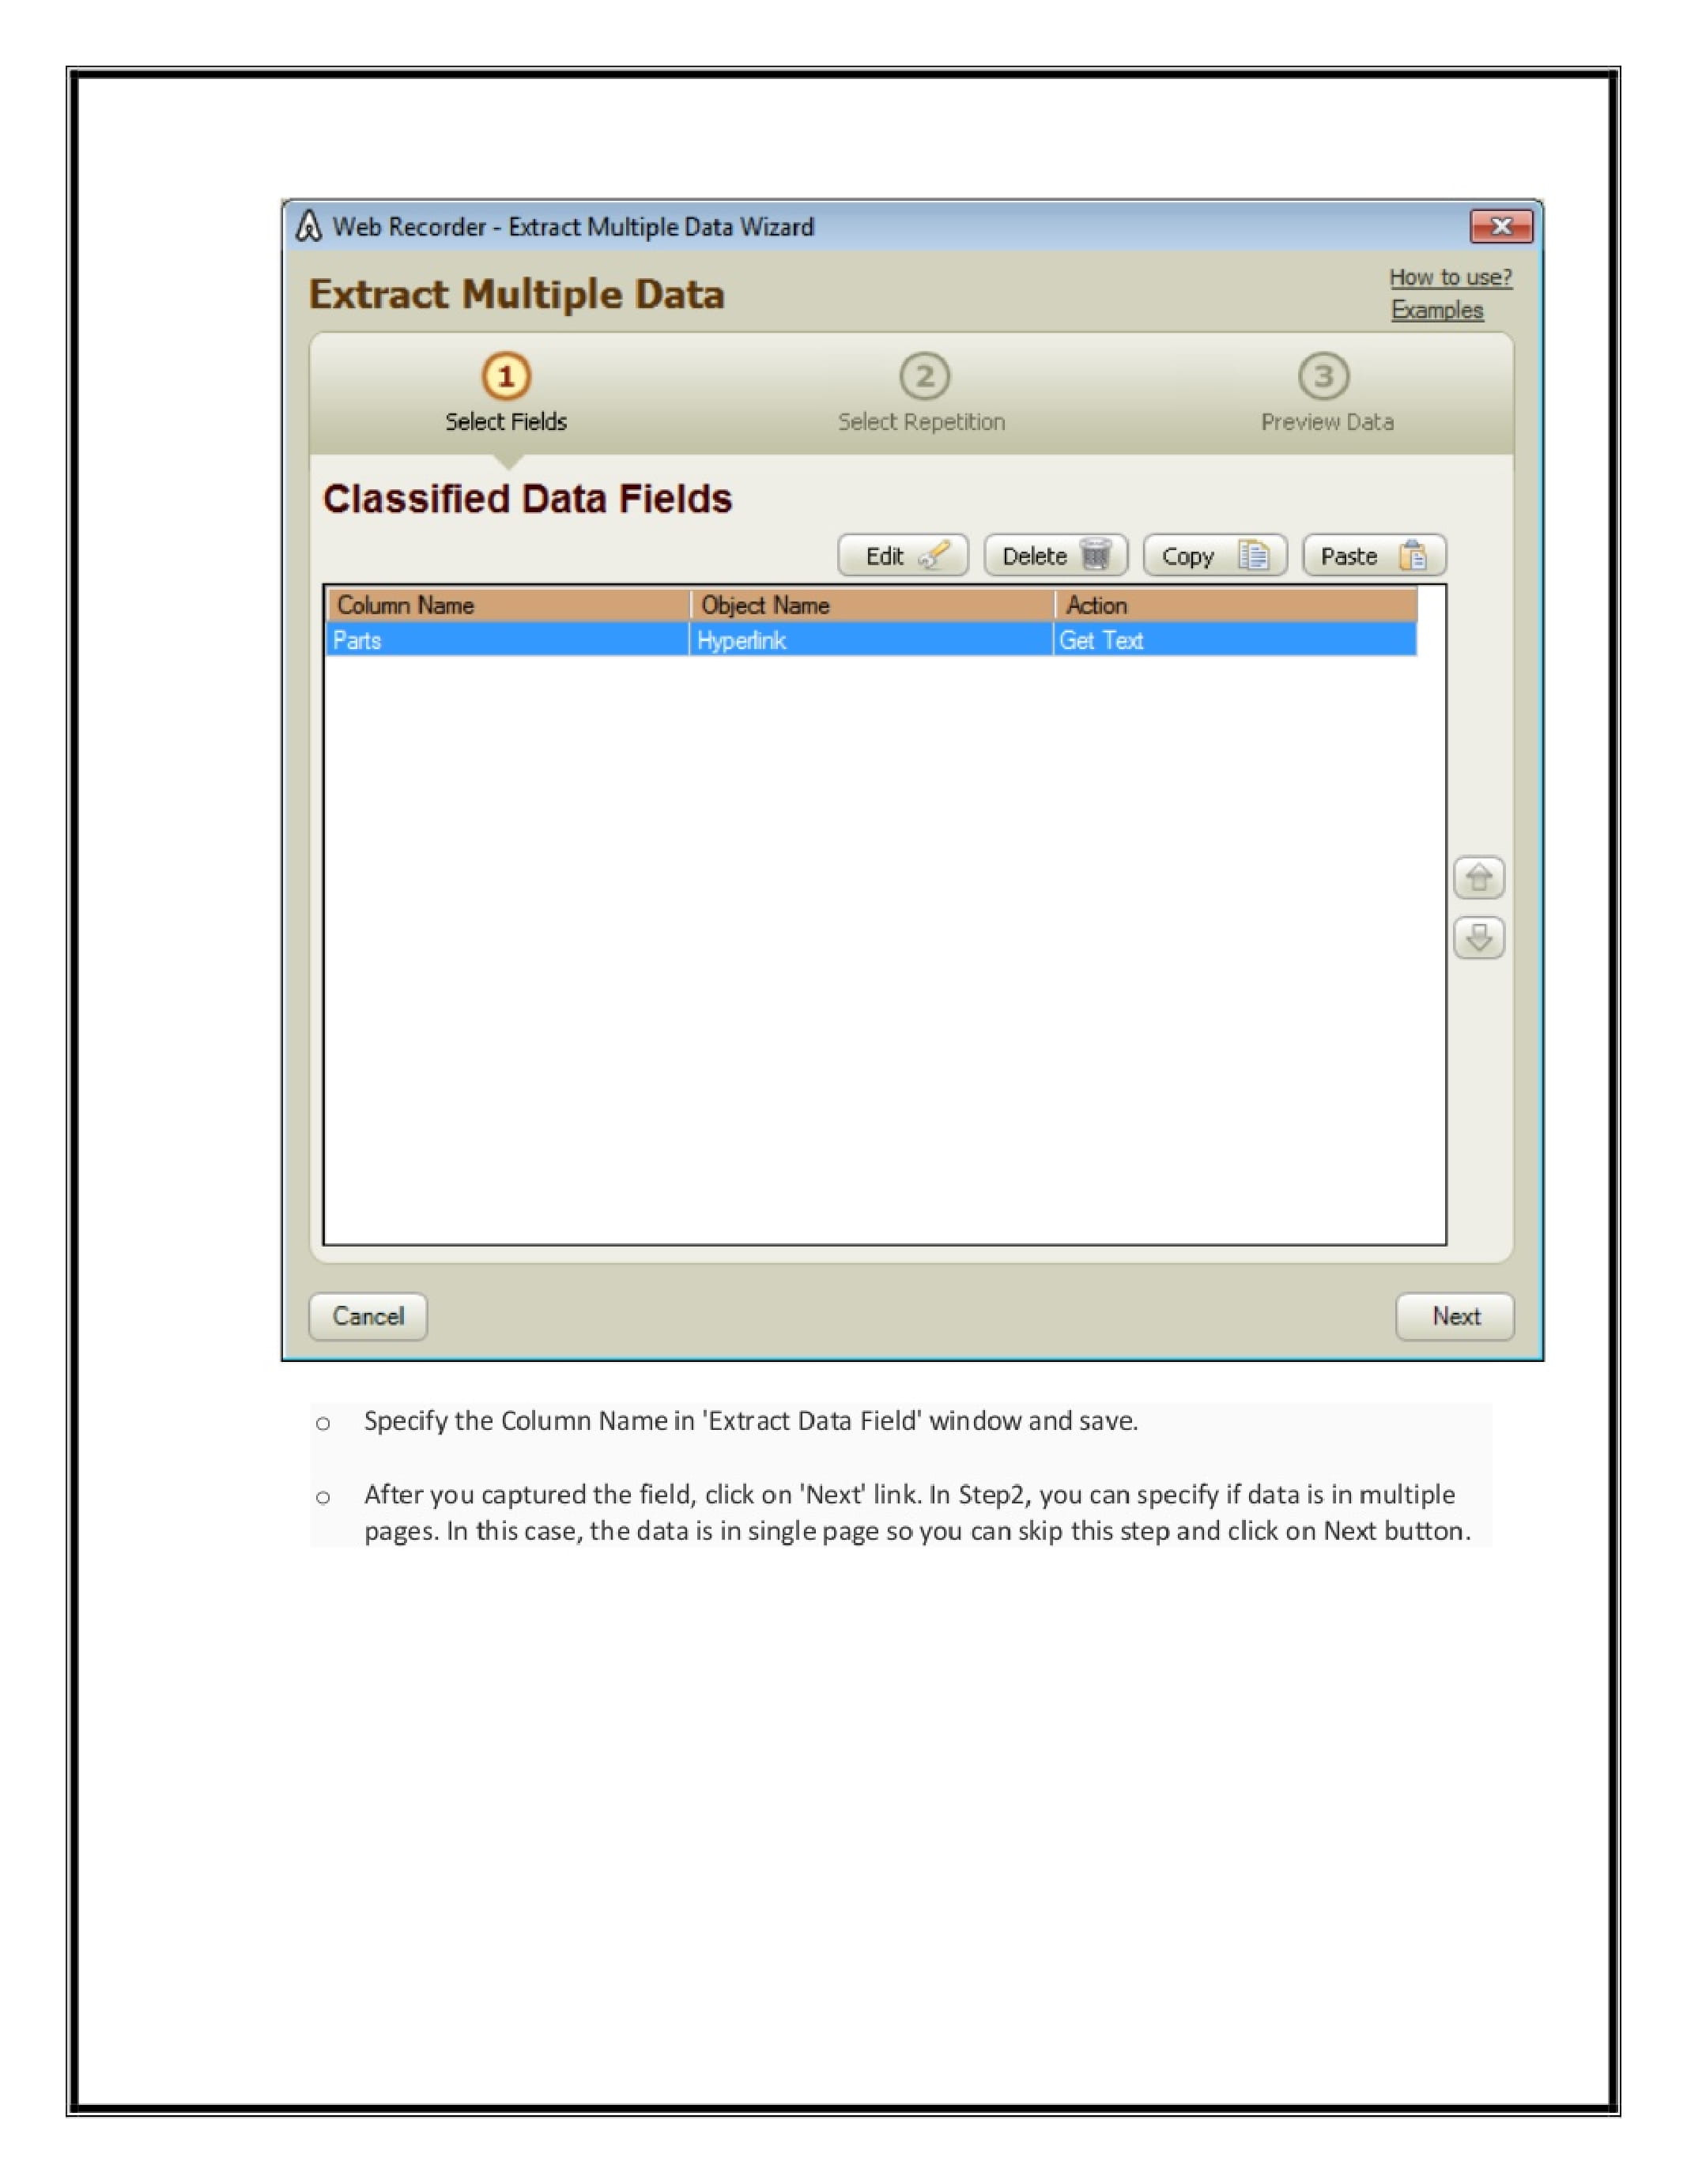 Web Recorder - Extract Multiple Data Wizard
Extract Multiple Data
How to use?
Examples
1
2
3
Select Fields
Select Repetition
Preview Data
Classified Data Fields
Edit
Delete
Copy
Paste
Column Name
Object Name
Action
Parts
Hyperlink
Get Text
Cancel
Next
o Specify the Column Name in 'Extract Data Field' window and save.
o After you captured the field, click on 'Next' link. In Step2, you can specify if data is in multiple
pages. In this case, the data is in single page so you can skip this step and click on Next button.